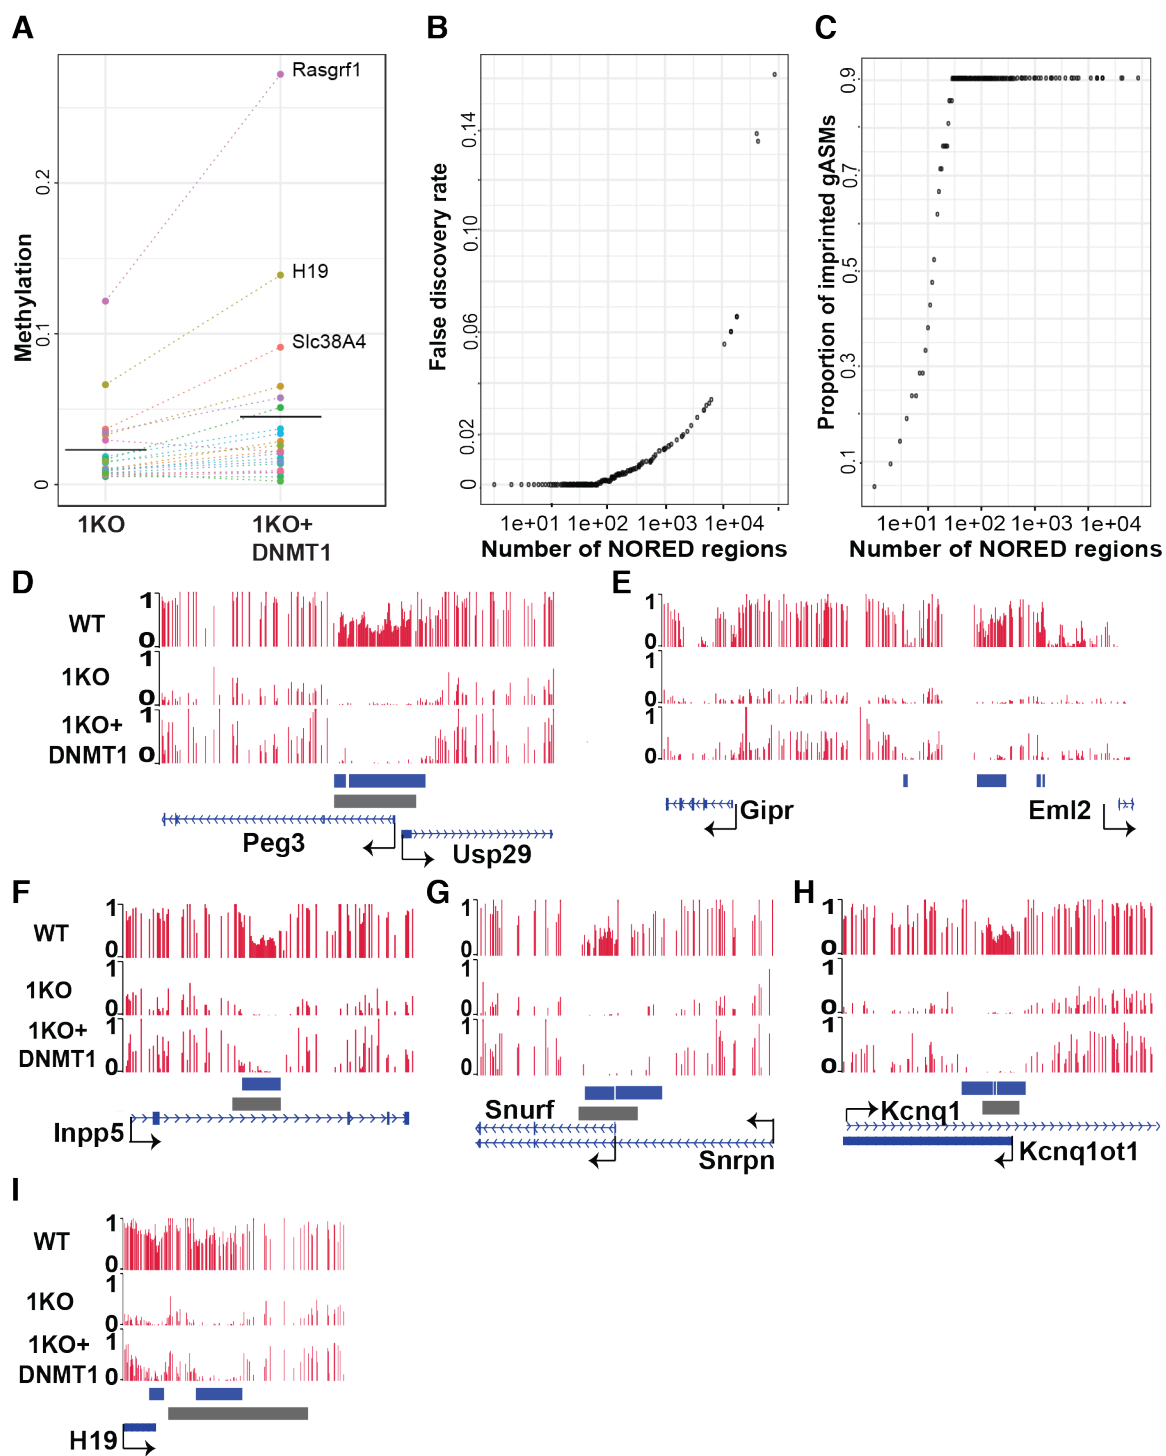 A
B
C
Rasgrf1
H19
Slc38A4
Methylation
0
0.1
0.2
1KO
1KO+
DNMT1
False discovery rate
0
0.02
0.06
0.10
0.14
1e+01
1e+02
1e+03
1e+04
Number of NORED regions
Proportion of imprinted gASMs
0.1
0.3
0.5
0.7
0.9
1e+01
1e+02
1e+03
1e+04
Number of NORED regions
D
WT
1
0
1KO
1
0
1KO+
DNMT1
1
0
Peg3
Usp29
E
1
0
1
0
1
0
Gipr
Eml2
F
WT
1
0
1KO
1
0
1KO+
DNMT1
1
0
Inpp5
G
1
0
1
0
1
0
Snurf
Snrpn
H
1
0
1
0
1
0
Kcnq1
Kcnq1ot1
I
WT
1
0
1KO
1
0
1KO+
DNMT1
1
0
H19